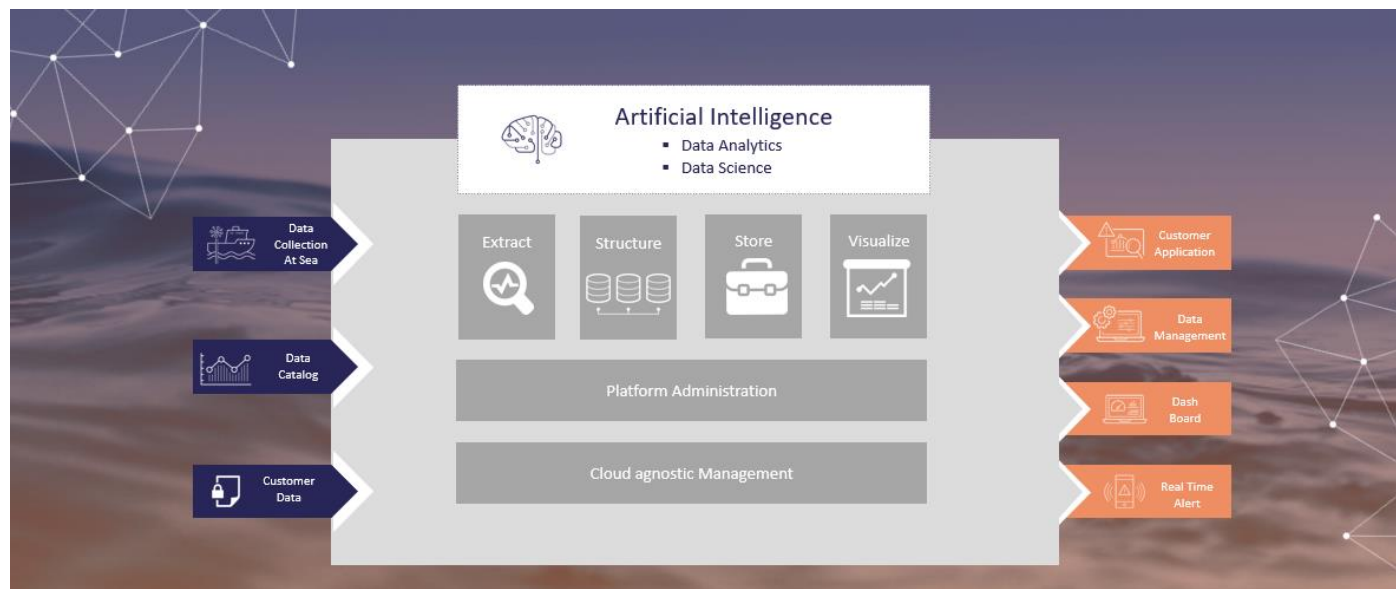 Artificial Intelligence
▪ Data Analytics
▪ Data Science
Data
Collection
At Sea
Data
Catalog
Customer
Data
Extract
Structure
Store
Visualize
Platform Administration
Cloud agnostic Management
Customer
Application
Data
Management
Dash
Board
Real Time
Alert